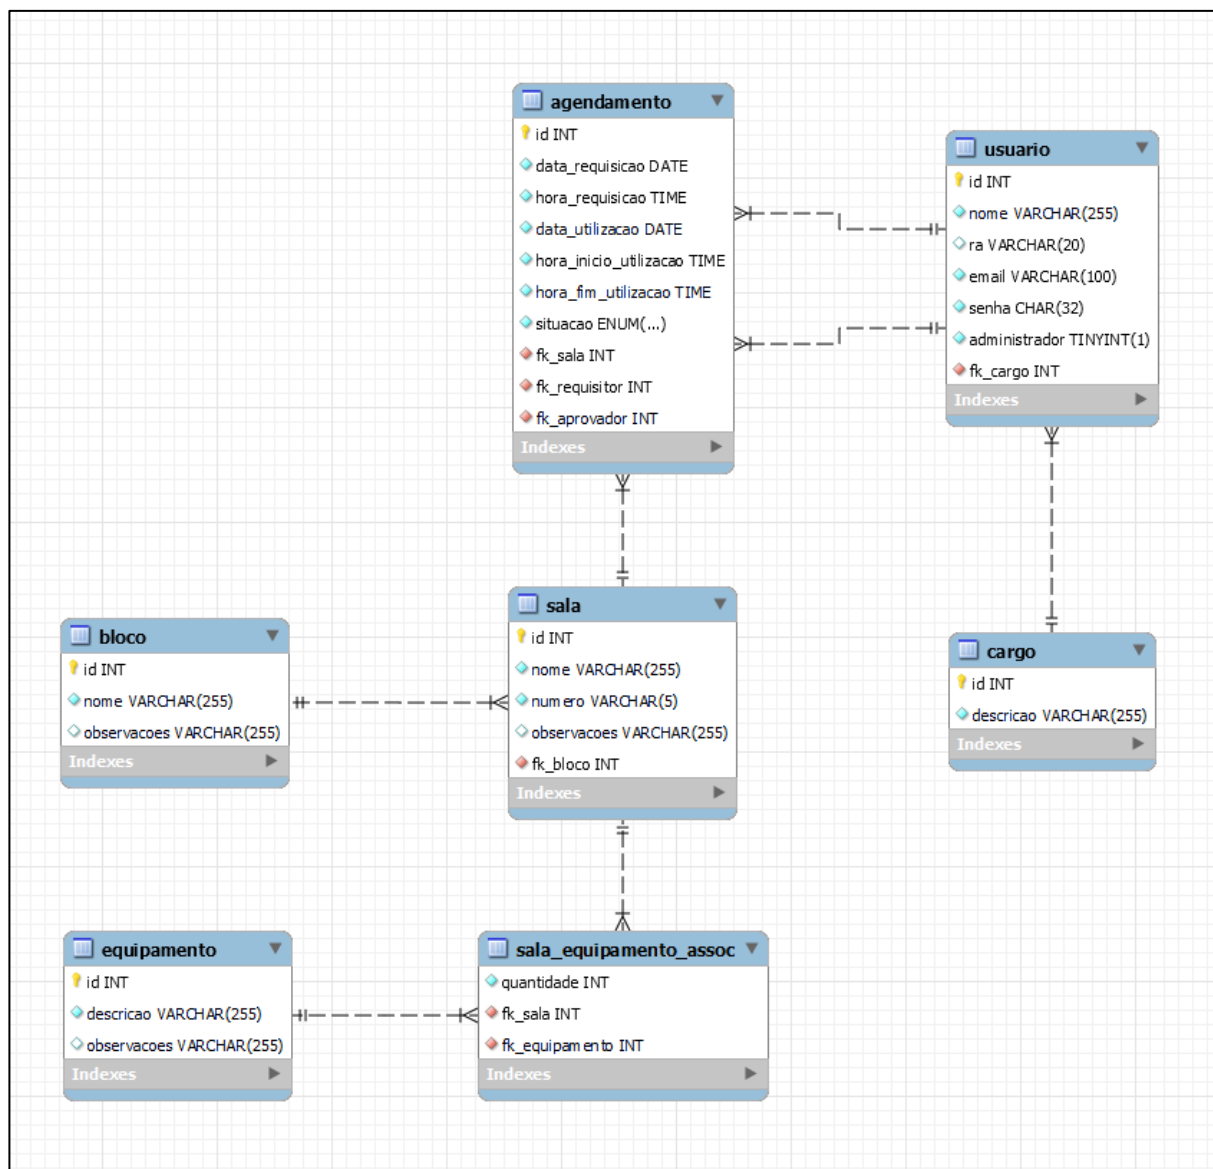 agendamento
id INT
data_requisicao DATE
hora_requisicao TIME
data_utilizacao DATE
hora_inicio_utilizacao TIME
hora_fim_utilizacao TIME
situacao ENUM(...)
fk_sala INT
fk_requisitor INT
fk_aprovador INT
Indexes
usuario
id INT
nome VARCHAR(255)
ra VARCHAR(20)
email VARCHAR(100)
senha CHAR(32)
administrador TINYINT(1)
fk_cargo INT
Indexes
bloco
id INT
nome VARCHAR(255)
observacoes VARCHAR(255)
Indexes
sala
id INT
nome VARCHAR(255)
numero VARCHAR(5)
observacoes VARCHAR(255)
fk_bloco INT
Indexes
cargo
id INT
descricao VARCHAR(255)
Indexes
equipamento
id INT
descricao VARCHAR(255)
observacoes VARCHAR(255)
Indexes
sala_equipamento_assoc
quantidade INT
fk_sala INT
fk_equipamento INT
Indexes